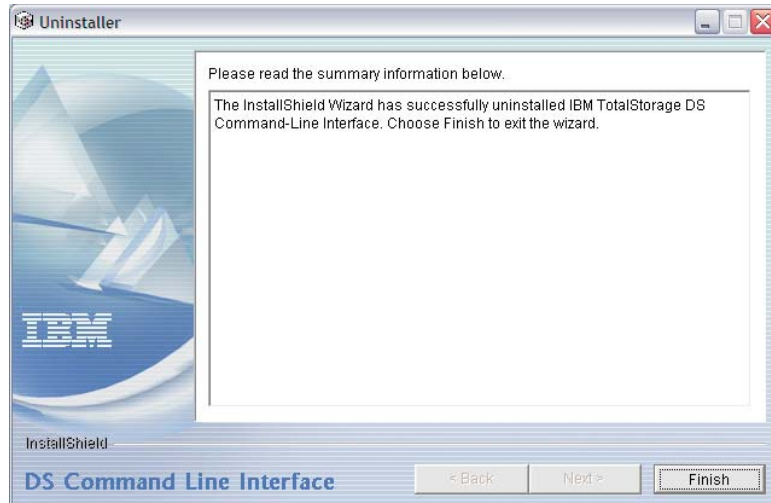 Uninstaller
Please read the summary information below.
The InstallShield Wizard has successfully uninstalled IBM TotalStorage DS
Command-Line Interface. Choose Finish to exit the wizard.
IBM
InstallShield
DS Command Line Interface
< Back
Next >
Finish